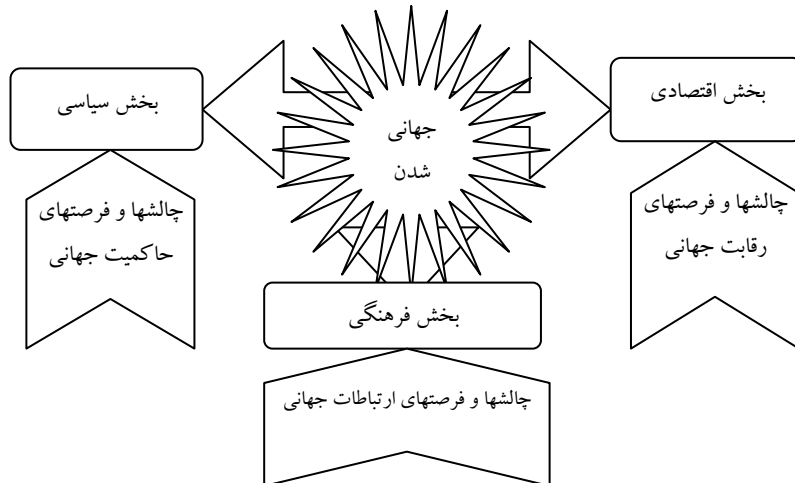 جهانی
شدن
بخش اقتصادی
چالشها و فرصتهای
رقابت جهانی
بخش سیاسی
چالشها و فرصتهای
حاکمیت جهانی
بخش فرهنگی
چالشها و فرصتهای ارتباطات جهانی